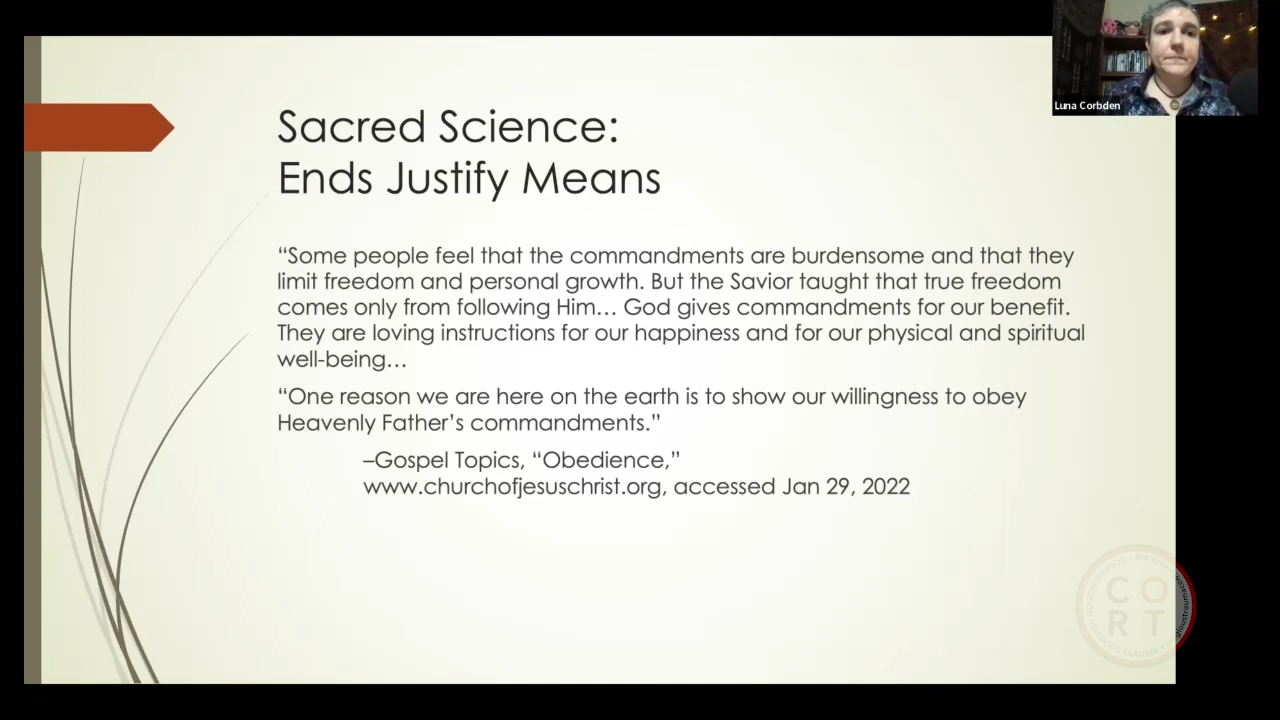 Luna Corbden
Sacred Science:
Ends Justify Means
“Some people feel that the commandments are burdensome and that they
limit freedom and personal growth. But the Savior taught that true freedom
comes only from following Him… God gives commandments for our benefit.
They are loving instructions for our happiness and for our physical and spiritual
well-being…
“One reason we are here on the earth is to show our willingness to obey
Heavenly Father’s commandments.”
–Gospel Topics, “Obedience,”
www.churchofjesuschrist.org, accessed Jan 29, 2022
CO
RT